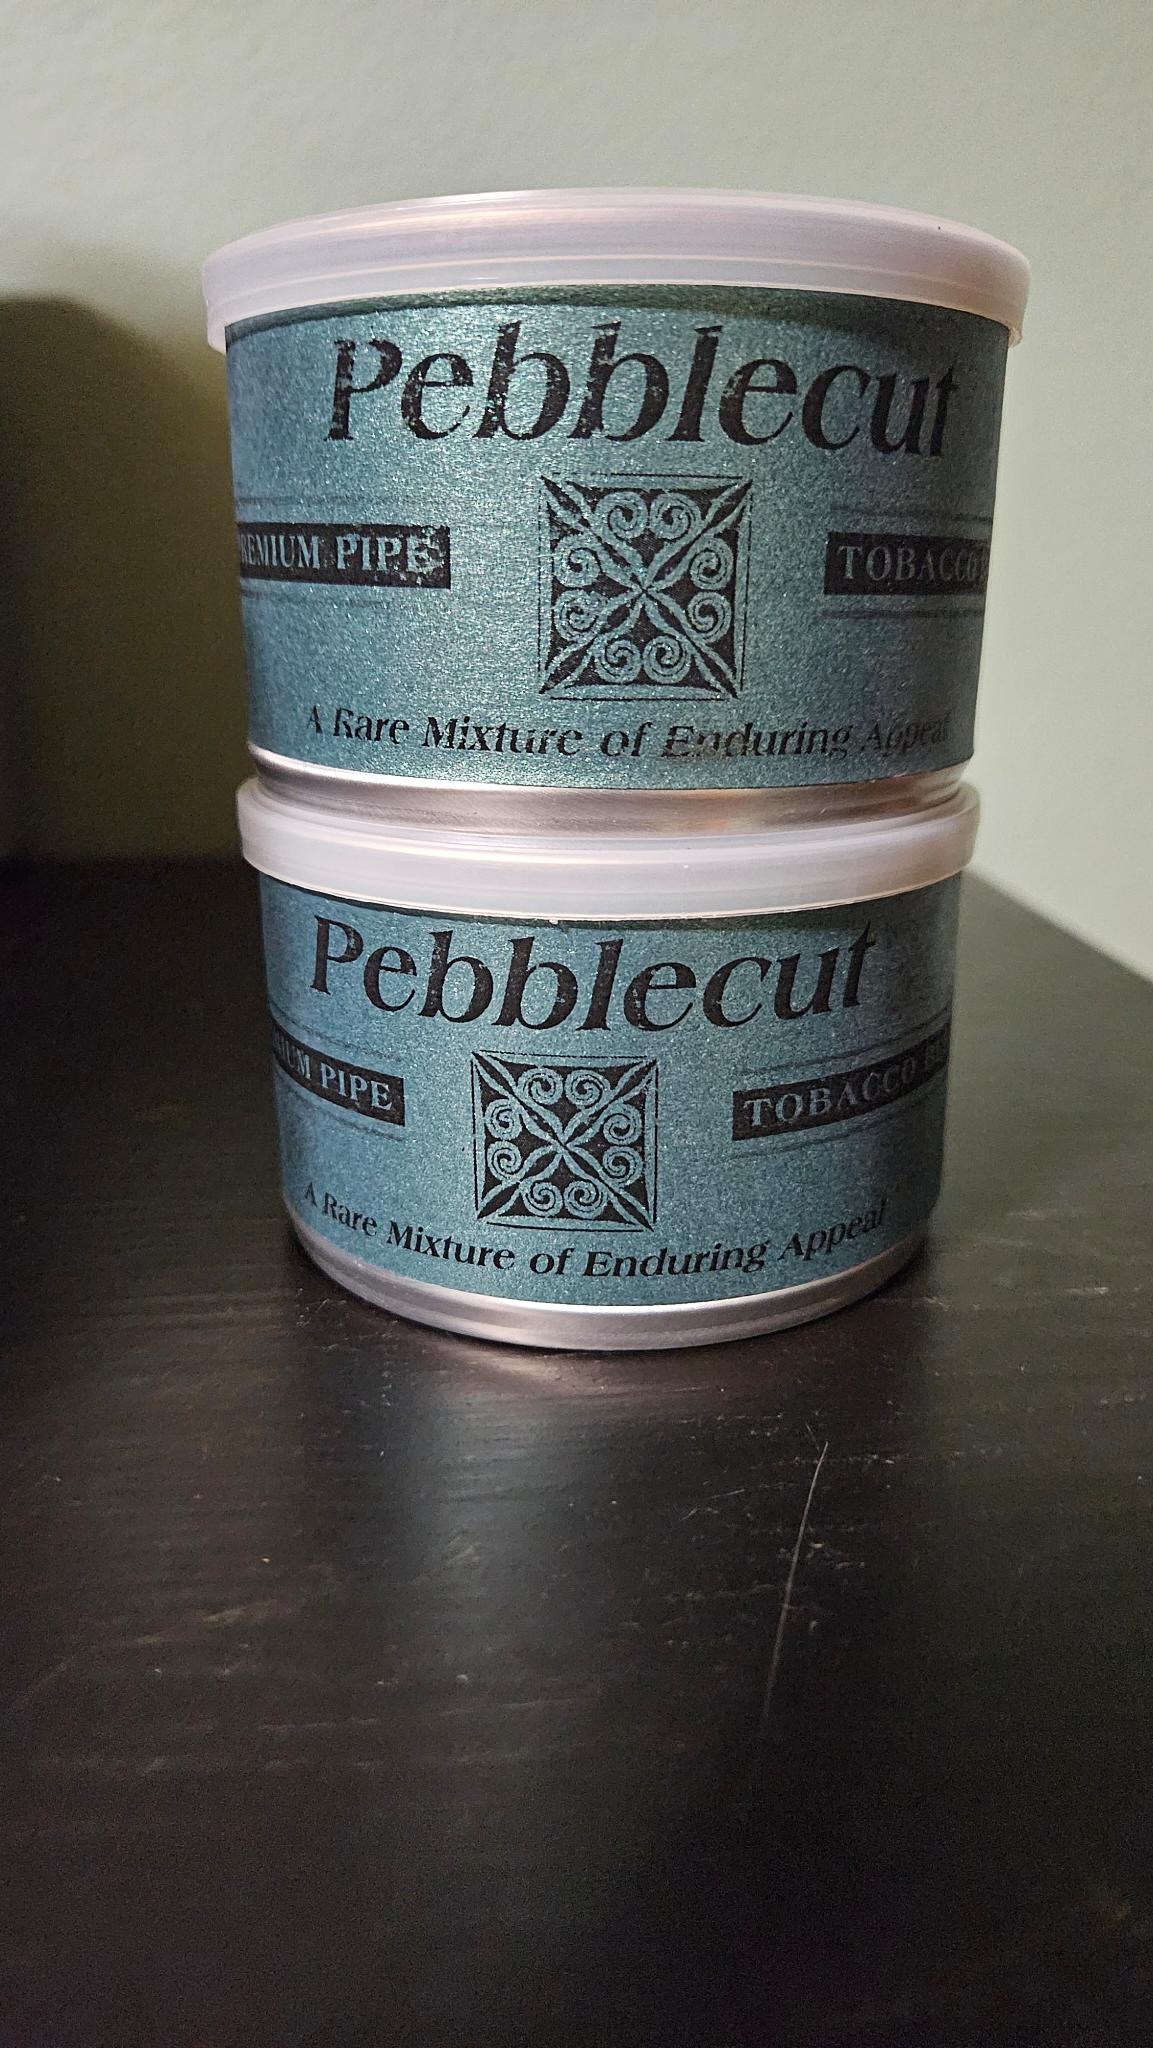 Pebblecut
PREMIUM PIPE
TOBACCO
A Rare Mixture of Enduring Appeal
Pebblecut
PIPE
TOBACCO
A Rare Mixture of Enduring Appeal